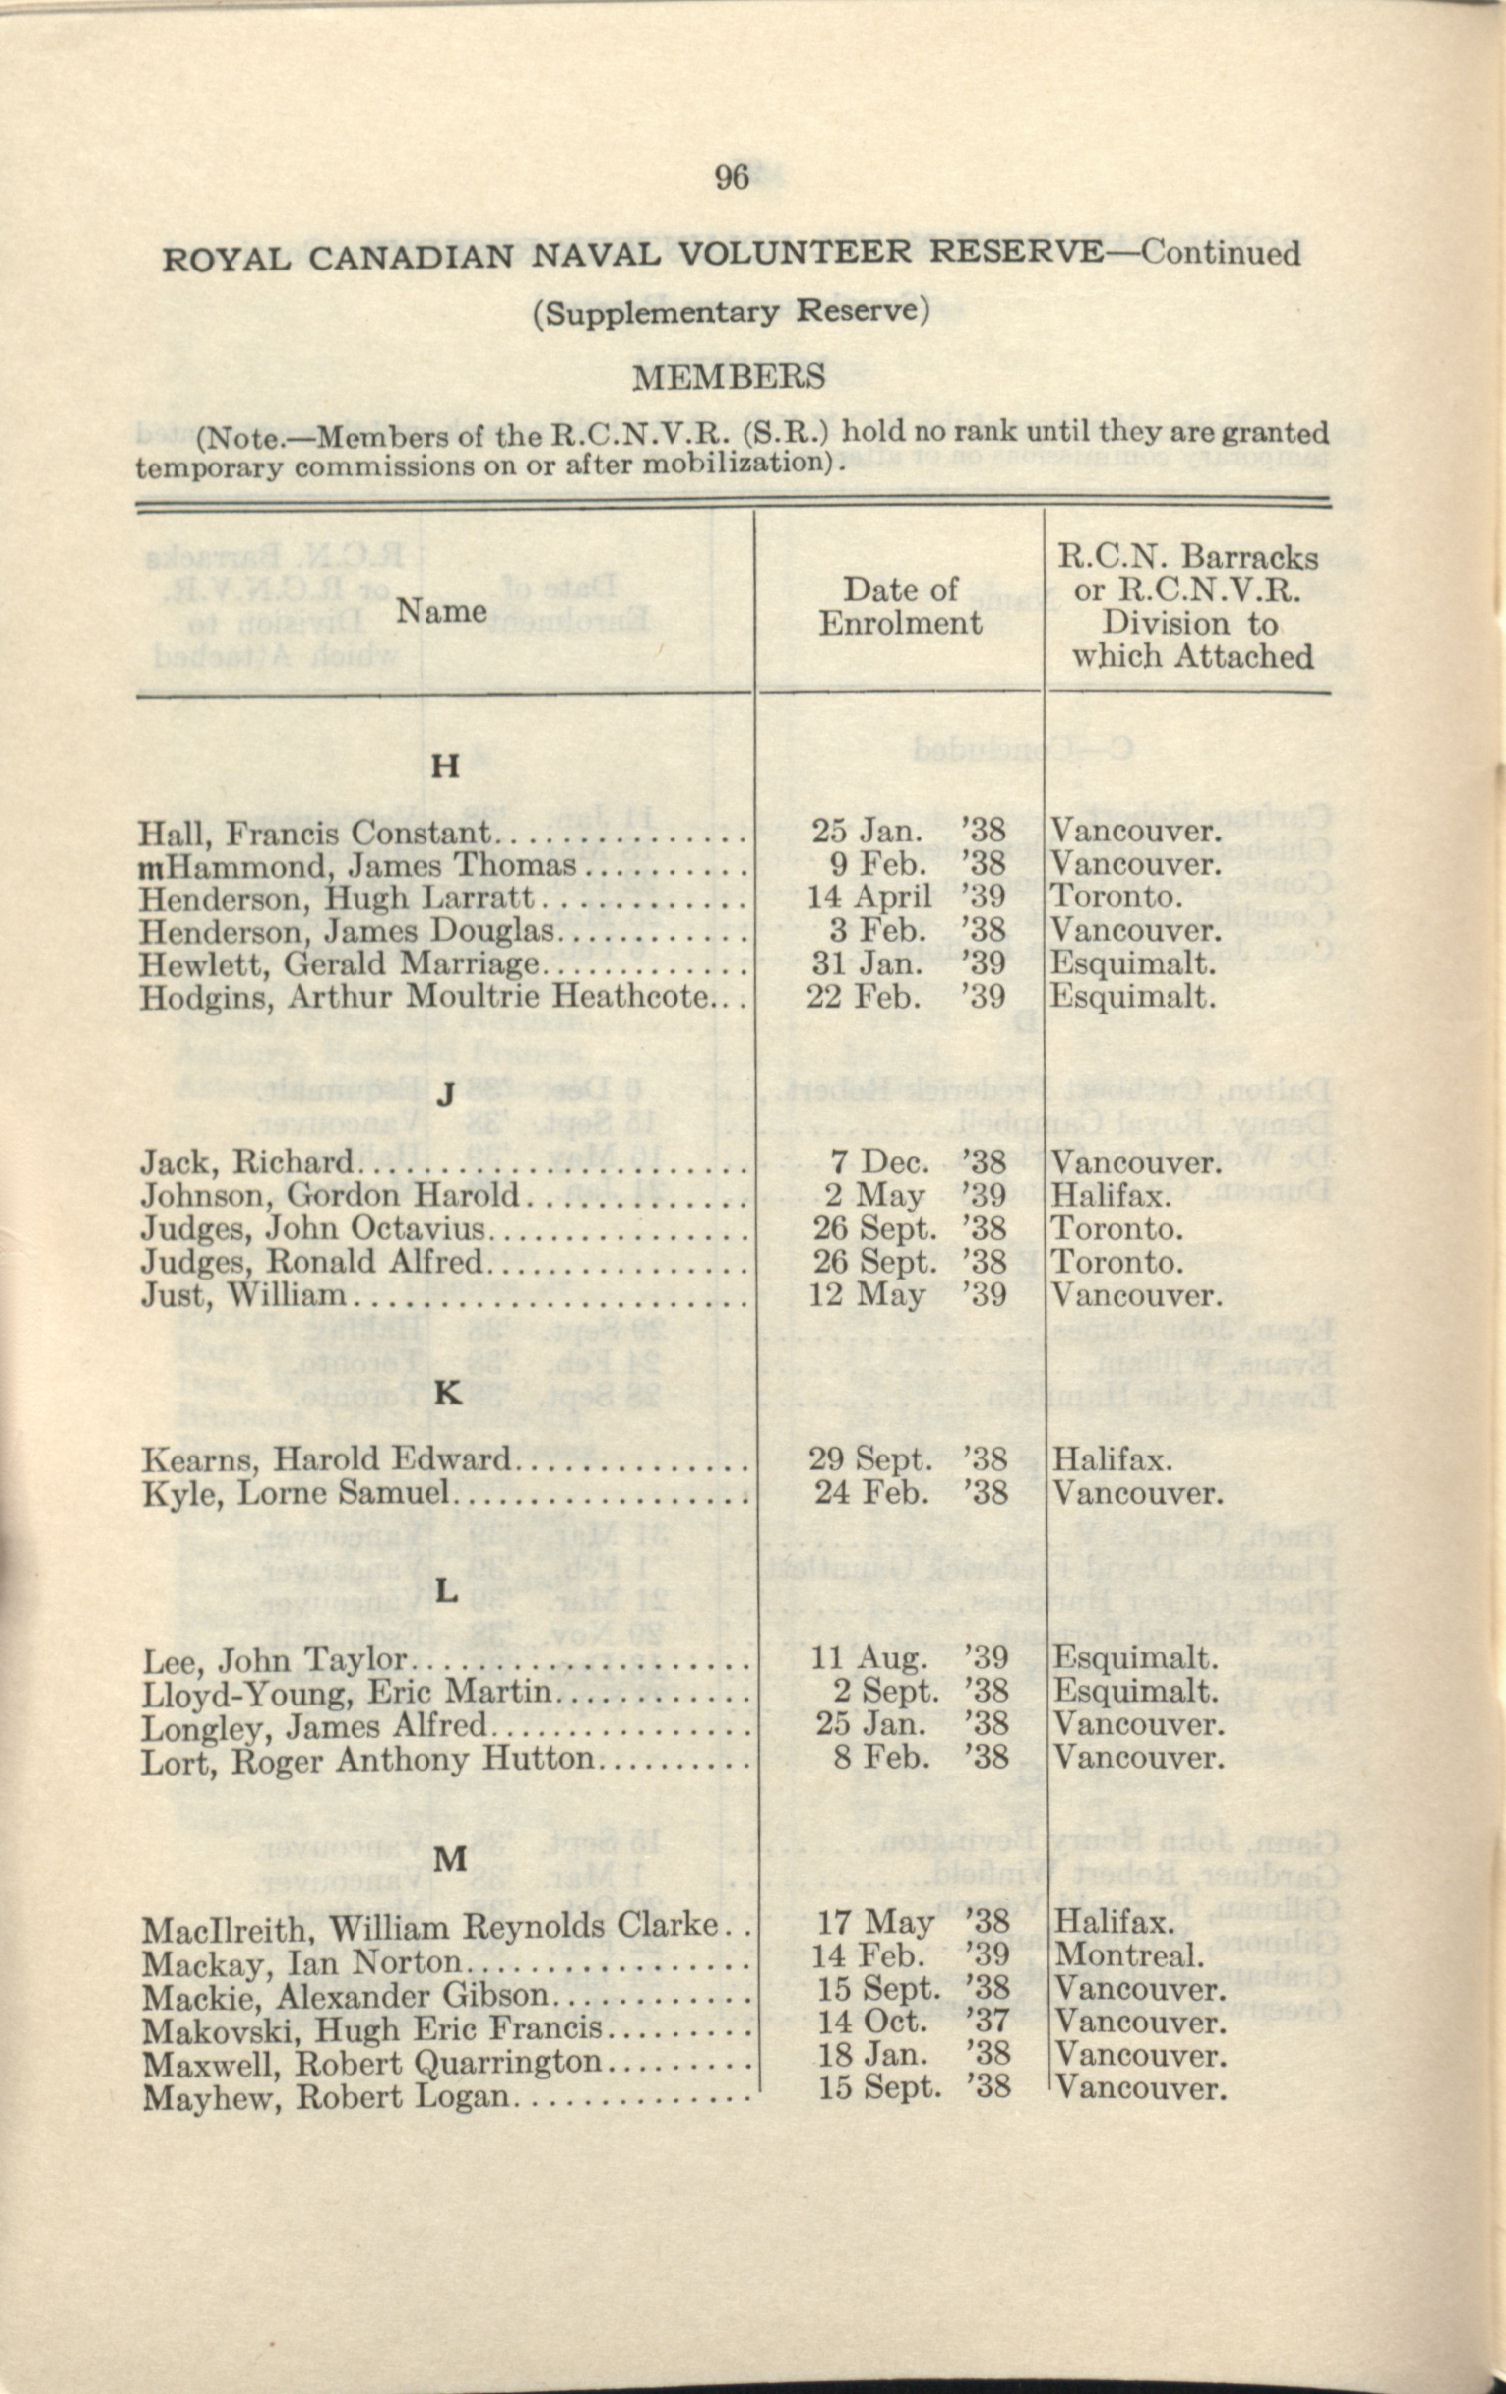 96
ROYAL CANADIAN NAVAL VOLUNTEER RESERVE—Continued
(Supplementary Reserve)
MEMBERS
(Note.—Members of the R.C.N.V.R. (S.R.) hold no rank until they are granted
temporary commissions on or after mobilization).
Name
Date of
Enrolment
R.C.N. Barracks
or R.C.N.V.R.
Division to
which Attached
H
Hall, Francis Constant............... 25 Jan. ’38 Vancouver.
mHammond, James Thomas.......... 9 Feb. ’38 Vancouver.
Henderson, Hugh Larratt............. 14 April ’39 Toronto.
Henderson, James Douglas............ 3 Feb. ’38 Vancouver.
Hewlett, Gerald Marriage............. 31 Jan. ’39 Esquimalt.
Hodgins, Arthur Moultrie Heathcote... 22 Feb. ’39 Esquimalt.
J
Jack, Richard........................ 7 Dec. ’38 Vancouver.
Johnson, Gordon Harold.............. 2 May ’39 Halifax.
Judges, John Octavius................ 26 Sept. ’38 Toronto.
Judges, Ronald Alfred................ 26 Sept. ’38 Toronto.
Just, William........................ 12 May ’39 Vancouver.
K
Kearns, Harold Edward.............. 29 Sept. ’38 Halifax.
Kyle, Lorne Samuel.................. 24 Feb. ’38 Vancouver.
L
Lee, John Taylor..................... 11 Aug. ’39 Esquimalt.
Lloyd-Young, Eric Martin............ 2 Sept. ’38 Esquimalt.
Longley, James Alfred................ 25 Jan. ’38 Vancouver.
Lort, Roger Anthony Hutton.......... 8 Feb. ’38 Vancouver.
M
MacIlreith, William Reynolds Clarke.. 17 May ’38 Halifax.
Mackay, Ian Norton................. 14 Feb. ’39 Montreal.
Mackie, Alexander Gibson............ 15 Sept. ’38 Vancouver.
Makovski, Hugh Eric Francis......... 14 Oct. ’37 Vancouver.
Maxwell, Robert Quarrington......... 18 Jan. ’38 Vancouver.
Mayhew, Robert Logan............... 15 Sept. ’38 Vancouver.